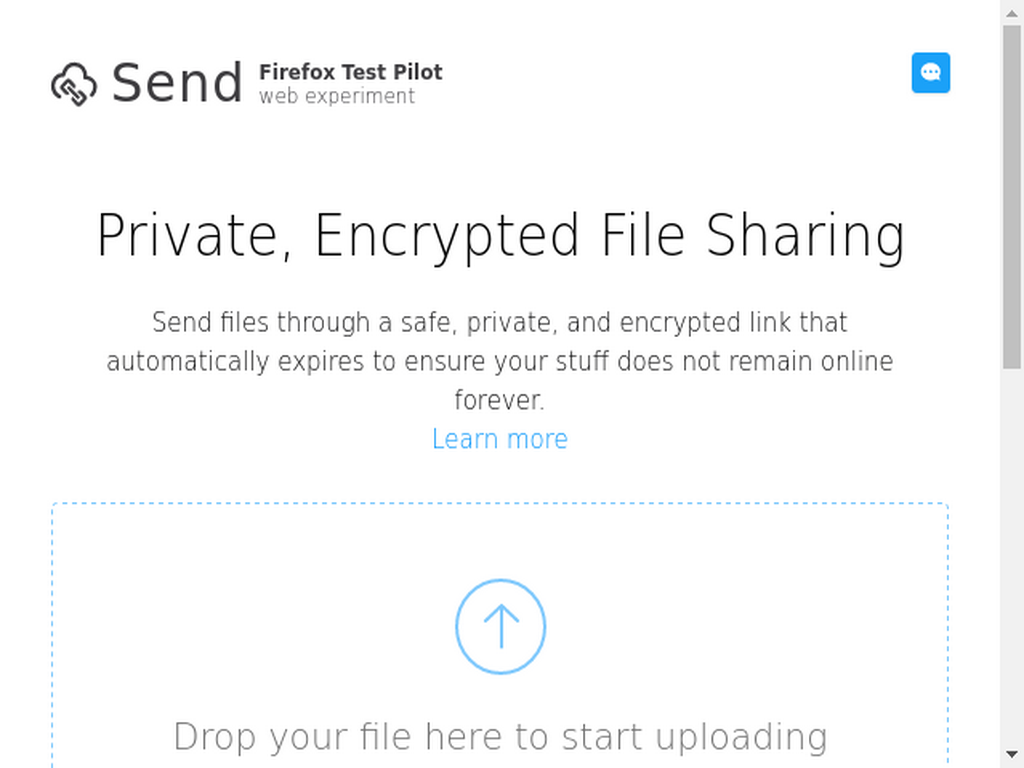 Send
Firefox Test Pilot
web experiment
Private, Encrypted File Sharing
Send files through a safe, private, and encrypted link that
automatically expires to ensure your stuff does not remain online
forever.
Learn more
Drop your file here to start uploading